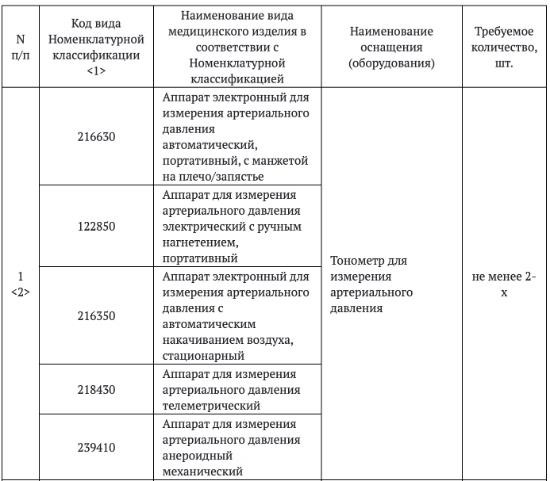 N
п/п
Код вида
Номенклатурной
классификации
<1>
Наименование вида
медицинского изделия в
соответствии с
Номенклатурной
классификацией
Наименование
оснащения
(оборудования)
Требуемое
количество,
шт.
1
<2>
216630
Аппарат электронный для
измерения артериального
давления
автоматический,
портативный, с манжетой
на плечо/запястье
122850
Аппарат для измерения
артериального давления
электрический с ручным
нагнетением,
портативный
216350
Аппарат электронный для
измерения артериального
давления с
автоматическим
накачиванием воздуха,
стационарный
218430
Аппарат для измерения
артериального давления
телеметрический
239410
Аппарат для измерения
артериального давления
анероидный
механический
Тонометр для
измерения
артериального
давления
не менее 2-
х